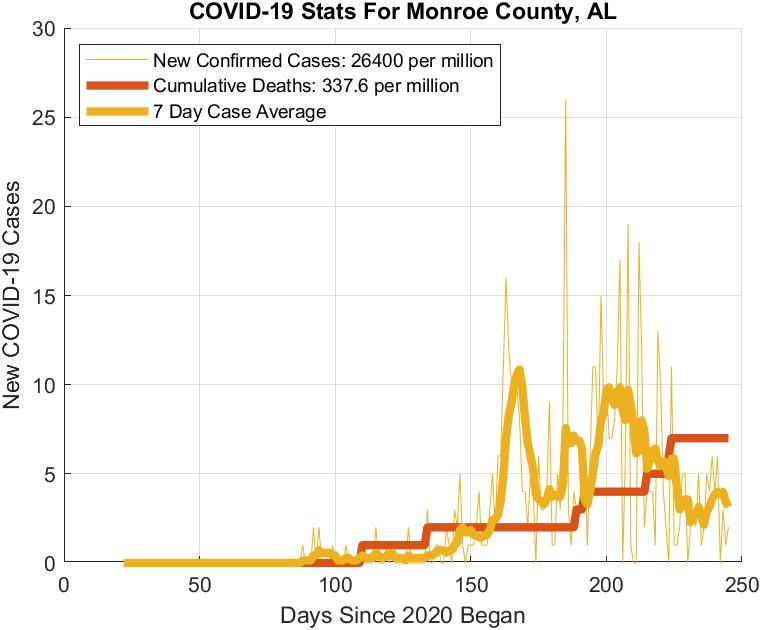 COVID-19 Stats For Monroe County, AL
30
New Confirmed Cases: 26400 per million
Cumulative Deaths: 337.6 per million
7 Day Case Average
25
20
15
10
5
0
New COVID-19 Cases
0 50 100 150 200 250
Days Since 2020 Began